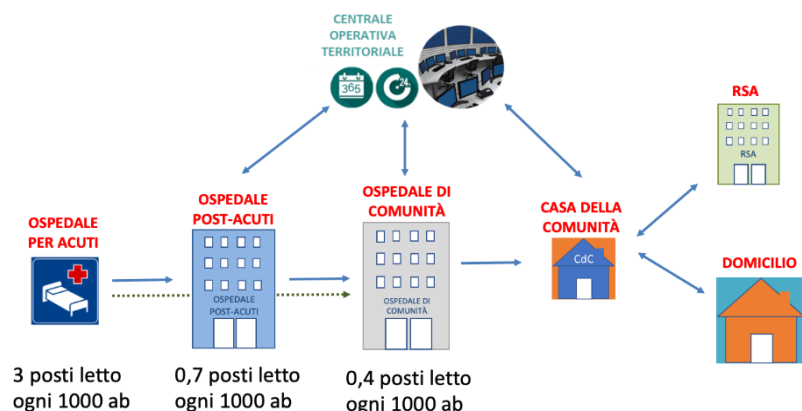 CENTRALE
OPERATIVA
TERRITORIALE
365
24
RSA
RSA
OSPEDALE DI
COMUNITÀ
OSPEDALE
POST-ACUTI
CASA DELLA
COMUNITÀ
OSPEDALE
PER ACUTI
CdC
DOMICILIO
OSPEDALE
POST-ACUTI
OSPEDALE DI
COMUNITÀ
3 posti letto
ogni 1000 ab
0,7 posti letto
ogni 1000 ab
0,4 posti letto
ogni 1000 ab